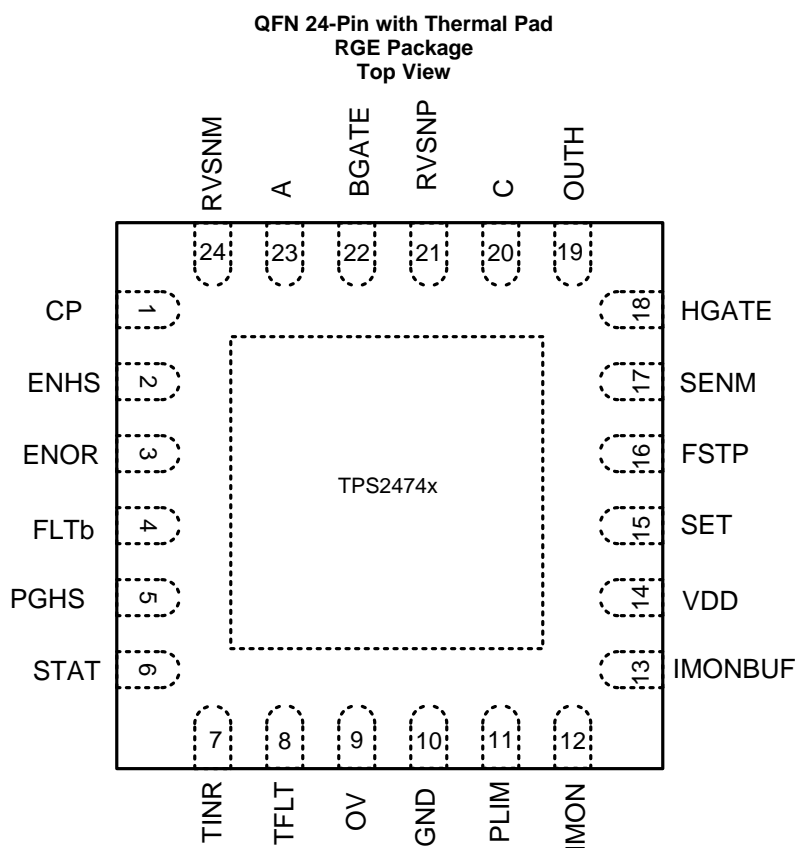 QFN 24-Pin with Thermal Pad
RGE Package
Top View
RVSNM
A
BGATE
RVSNP
C
OUTH
24
23
22
21
20
19
CP
1
ENHS
2
ENOR
3
FLTb
4
PGHS
5
STAT
6
18
HGATE
17
SENM
16
FSTP
15
SET
14
VDD
13
IMONBUF
TPS2474x
7
8
9
10
11
12
TINR
TFLT
OV
GND
PLIM
IMON